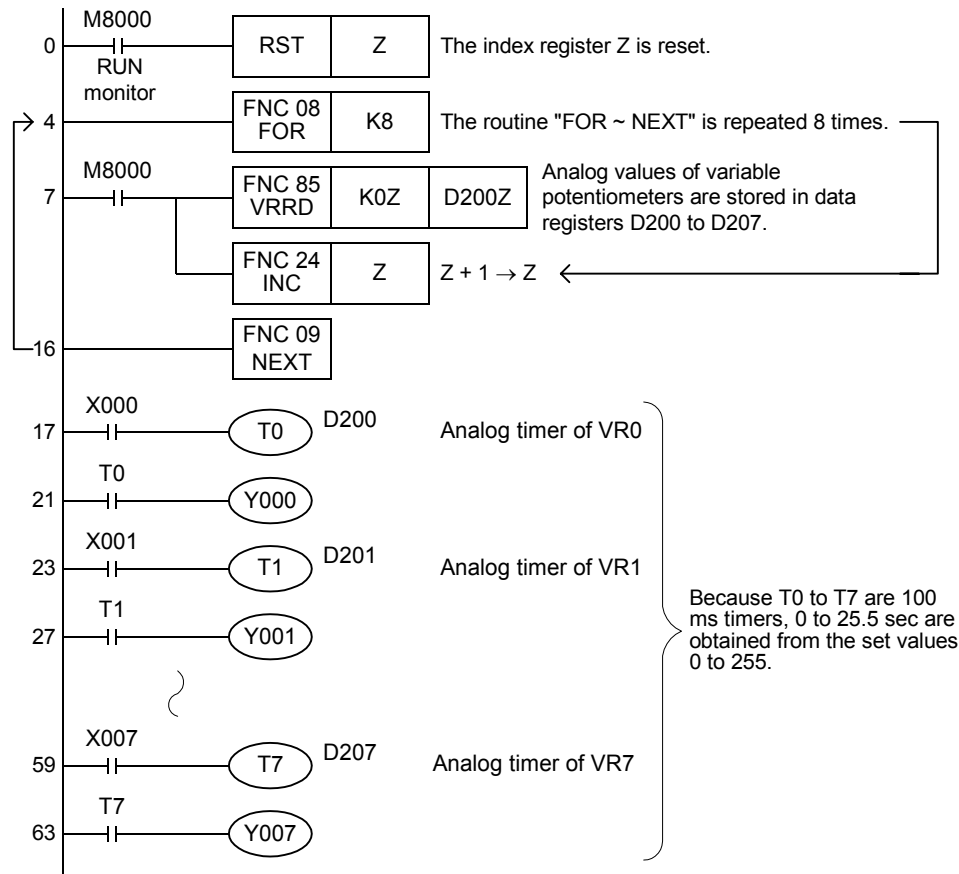 M8000
0
RUN
monitor
RST
Z
The index register Z is reset.
4
FNC 08
FOR
K8
The routine "FOR ~ NEXT" is repeated 8 times.
M8000
7
FNC 85
VRRD
K0Z
D200Z
Analog values of variable
potentiometers are stored in data
registers D200 to D207.
FNC 24
INC
Z
Z + 1 → Z
16
FNC 09
NEXT
X000
17
T0
D200
Analog timer of VR0
T0
21
Y000
X001
23
T1
D201
Analog timer of VR1
T1
27
Y001
Because T0 to T7 are 100
ms timers, 0 to 25.5 sec are
obtained from the set values
0 to 255.
X007
59
T7
D207
Analog timer of VR7
T7
63
Y007